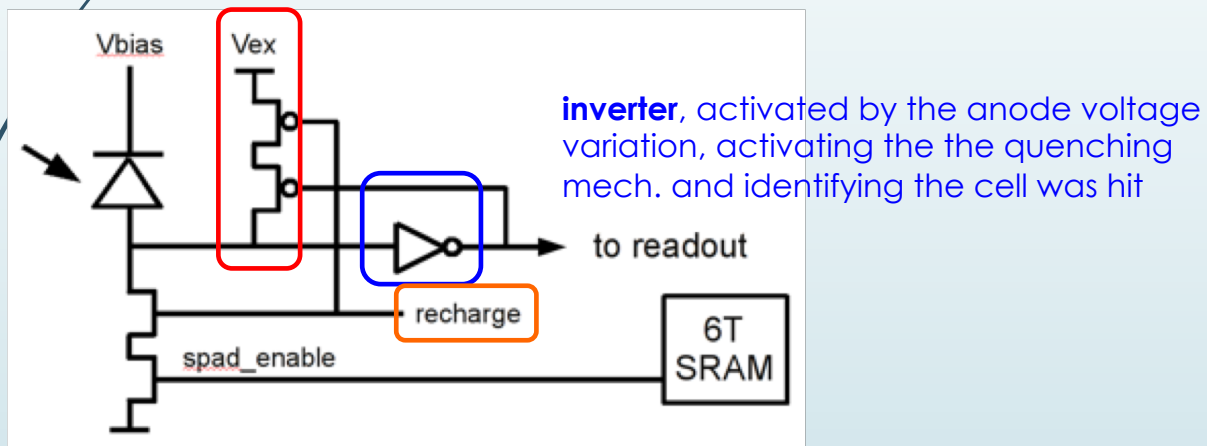 Vbias
Vex
inverter, activated by the anode voltage
variation, activating the the quenching
mech. and identifying the cell was hit
to readout
recharge
spad_enable
6T
SRAM